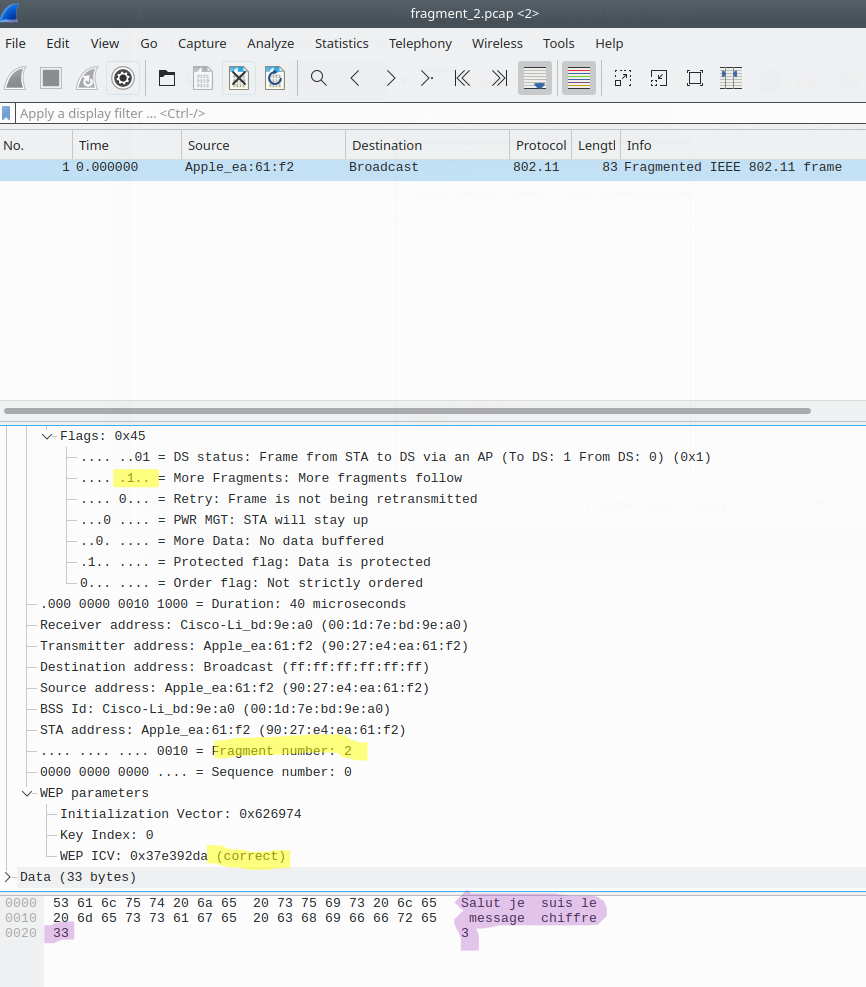 fragment_2.pcap <2>
File Edit View Go Capture Analyze Statistics Telephony Wireless Tools Help
Apply a display filter ... <Ctrl-/>
No. Time Source Destination Protocol Lengtl Info
1 0.000000 Apple_ea:61:f2 Broadcast 802.11 83 Fragmented IEEE 802.11 frame
Flags: 0x45
.... ..01 = DS status: Frame from STA to DS via an AP (To DS: 1 From DS: 0) (0x1)
.... .1.. = More Fragments: More fragments follow
.... 0... = Retry: Frame is not being retransmitted
...0 .... = PWR MGT: STA will stay up
..0. .... = More Data: No data buffered
.1.. .... = Protected flag: Data is protected
0... .... = Order flag: Not strictly ordered
.000 0000 0010 1000 = Duration: 40 microseconds
Receiver address: Cisco-Li_bd:9e:a0 (00:1d:7e:bd:9e:a0)
Transmitter address: Apple_ea:61:f2 (90:27:e4:ea:61:f2)
Destination address: Broadcast (ff:ff:ff:ff:ff:ff)
Source address: Apple_ea:61:f2 (90:27:e4:ea:61:f2)
BSS Id: Cisco-Li_bd:9e:a0 (00:1d:7e:bd:9e:a0)
STA address: Apple_ea:61:f2 (90:27:e4:ea:61:f2)
.... .... .... 0010 = Fragment number: 2
0000 0000 0000 .... = Sequence number: 0
WEP parameters
Initialization Vector: 0x626974
Key Index: 0
WEP ICV: 0x37e392da (correct)
Data (33 bytes)
0000 53 61 6c 75 74 20 6a 65 20 73 75 69 73 20 6c 65 Salut je suis le
0010 20 6d 65 73 73 61 67 65 20 63 68 69 66 66 72 65 message chiffre
0020 33 3